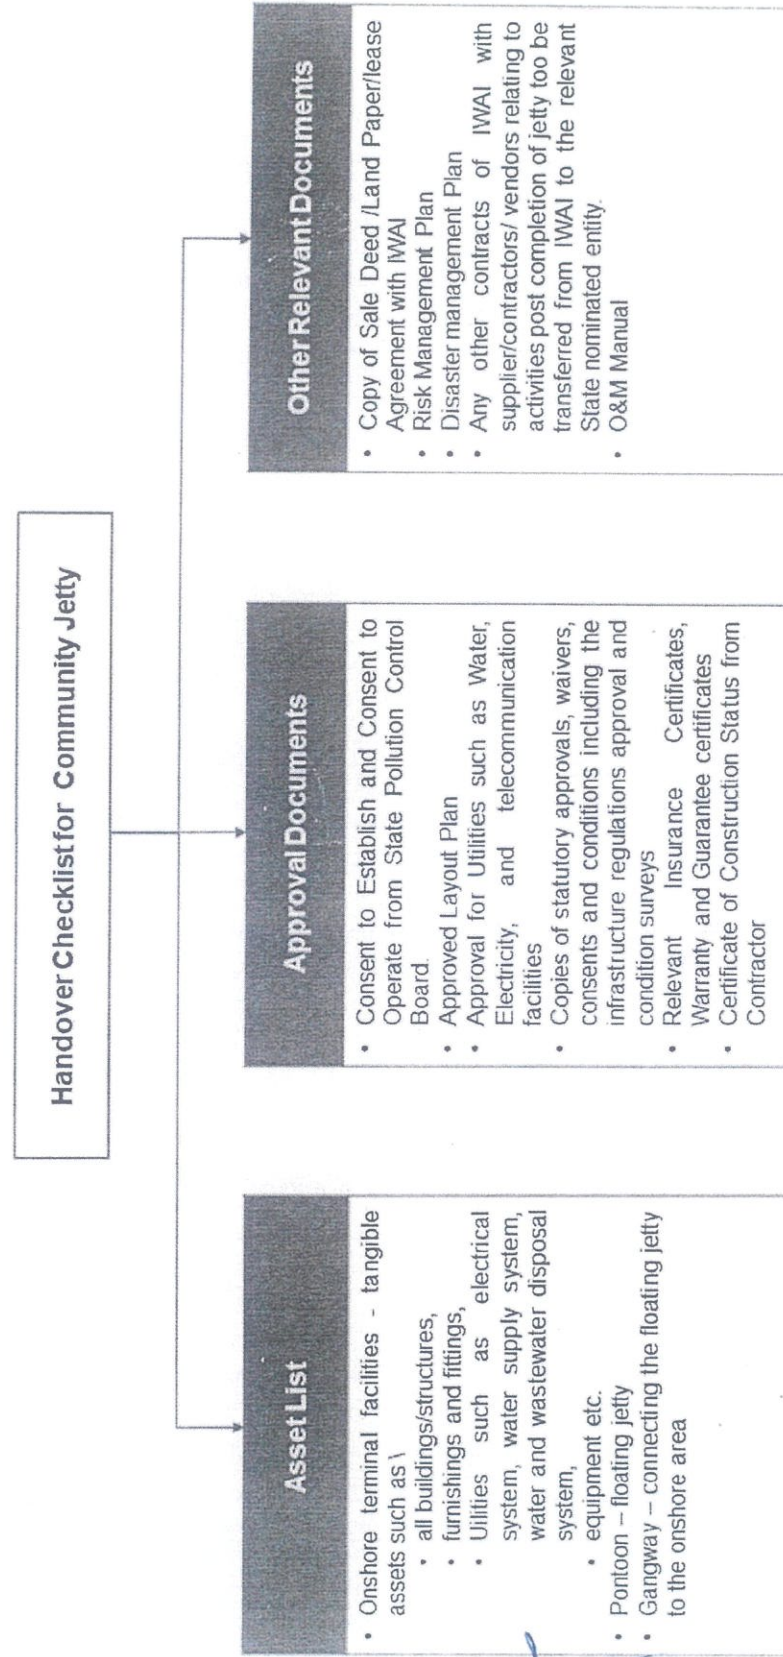 Handover Checklist for Community Jetty
Asset List
• Onshore terminal facilities - tangible
assets such as \
• all buildings/structures,
• furnishings and fittings,
• Utilities such as electrical
system, water supply system,
water and wastewater disposal
system,
• equipment etc.
• Pontoon – floating jetty
• Gangway – connecting the floating jetty
to the onshore area
Approval Documents
• Consent to Establish and Consent to
Operate from State Pollution Control
Board.
• Approved Layout Plan
• Approval for Utilities such as Water,
Electricity, and telecommunication
facilities
• Copies of statutory approvals, waivers,
consents and conditions including the
infrastructure regulations approval and
condition surveys
• Relevant Insurance Certificates,
Warranty and Guarantee certificates
• Certificate of Construction Status from
Contractor
Other Relevant Documents
• Copy of Sale Deed /Land Paper/lease
Agreement with IWAI
• Risk Management Plan
• Disaster management Plan
• Any other contracts of IWAI with
supplier/contractors/ vendors relating to
activities post completion of jetty too be
transferred from IWAI to the relevant
State nominated entity.
• O&M Manual